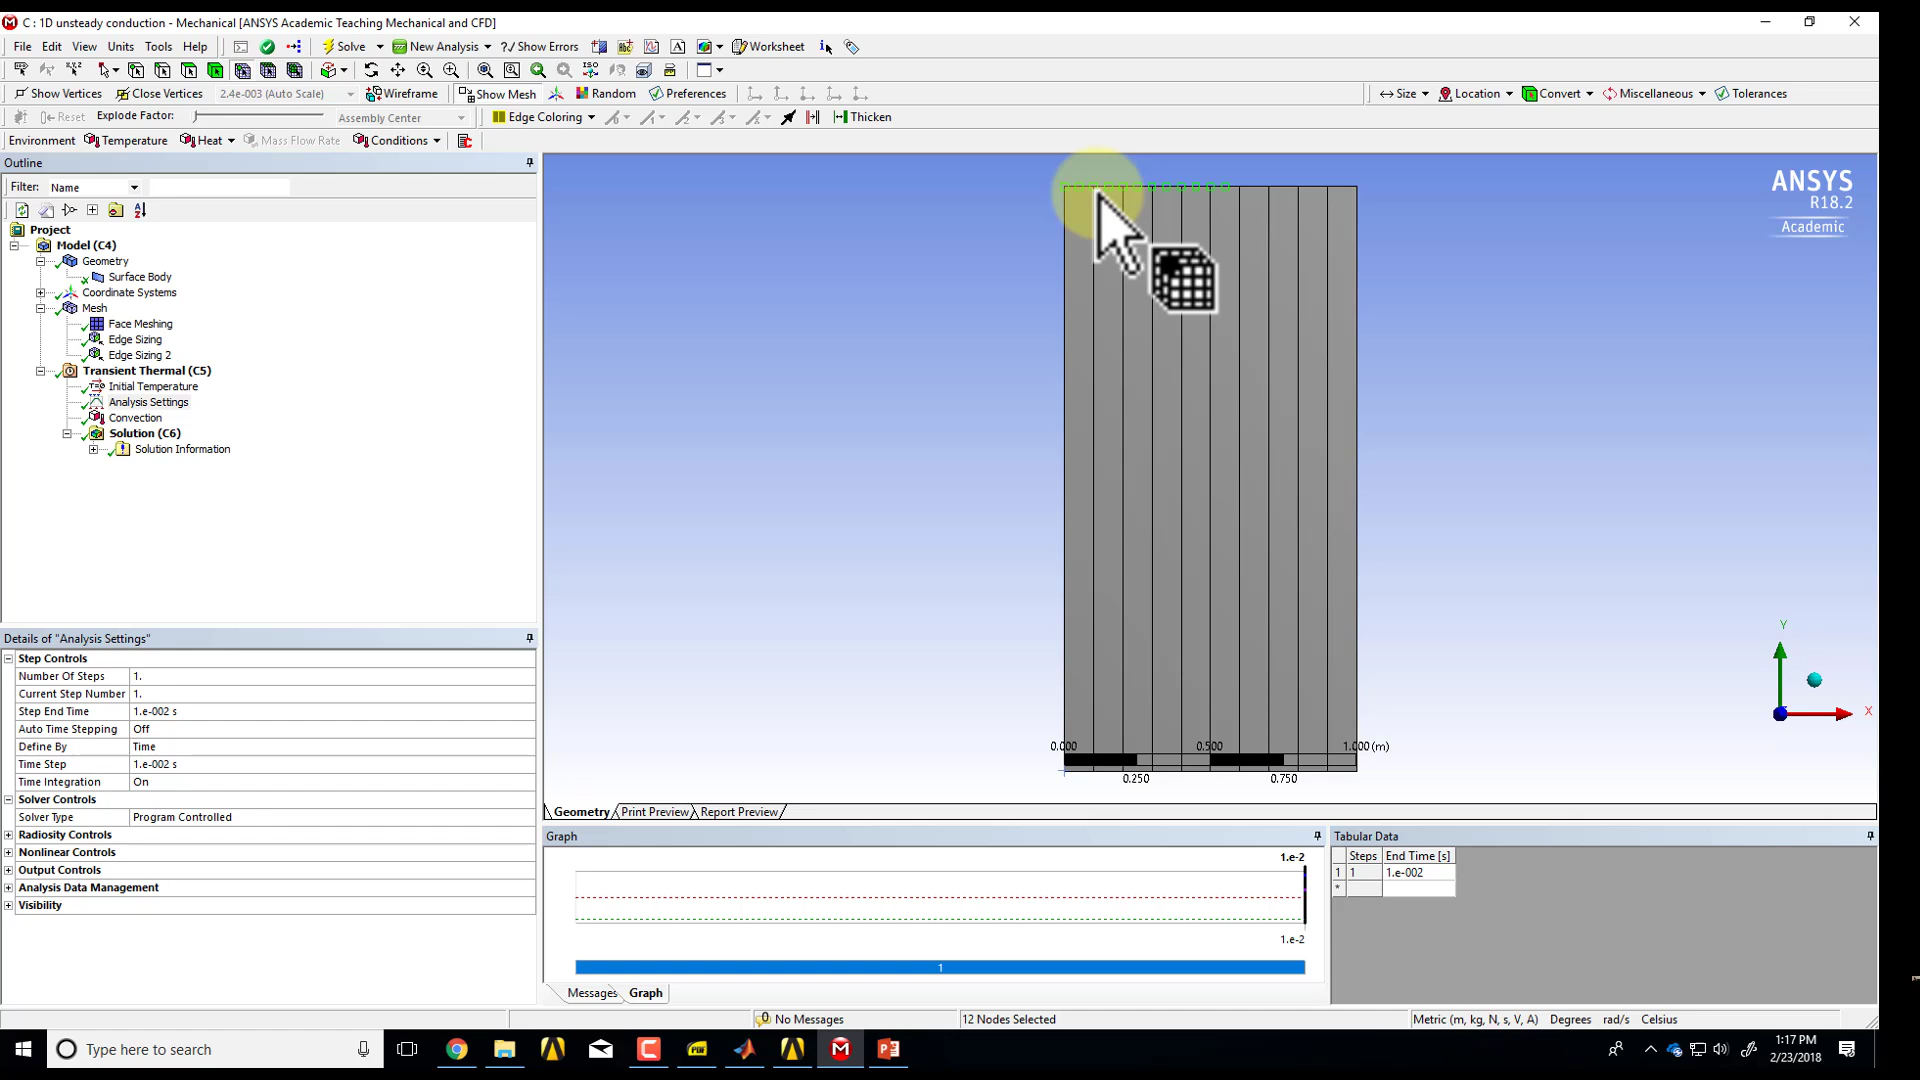 C : 1D unsteady conduction - Mechanical [ANSYS Academic Teaching Mechanical and CFD]
File Edit View Units Tools Help Solve New Analysis ?/ Show Errors Worksheet
Show Vertices Close Vertices 2.4e-003 (Auto Scale) Wireframe Show Mesh Random Preferences Size Location Convert Miscellaneous Tolerances
Reset Explode Factor: Assembly Center Edge Coloring Thicken
Environment Temperature Heat Mass Flow Rate Conditions
Outline
Filter: Name
Project
Model (C4)
Geometry
Surface Body
Coordinate Systems
Mesh
Face Meshing
Edge Sizing
Edge Sizing 2
Transient Thermal (C5)
Initial Temperature
Analysis Settings
Convection
Solution (C6)
Solution Information
Details of "Analysis Settings"
Step Controls
Number Of Steps 1.
Current Step Number 1.
Step End Time 1.e-002 s
Auto Time Stepping Off
Define By Time
Time Step 1.e-002 s
Time Integration On
Solver Controls
Solver Type Program Controlled
Radiosity Controls
Nonlinear Controls
Output Controls
Analysis Data Management
Visibility
ANSYS
R18.2
Academic
Y
X
0.000 0.500 1.000 (m)
0.250 0.750
Geometry Print Preview Report Preview
Graph
1.e-2
1.e-2
1
Messages Graph
Tabular Data
Steps End Time [s]
1 1 1.e-002
*
No Messages 12 Nodes Selected Metric (m, kg, N, s, V, A) Degrees rad/s Celsius
Type here to search
1:17 PM
2/23/2018